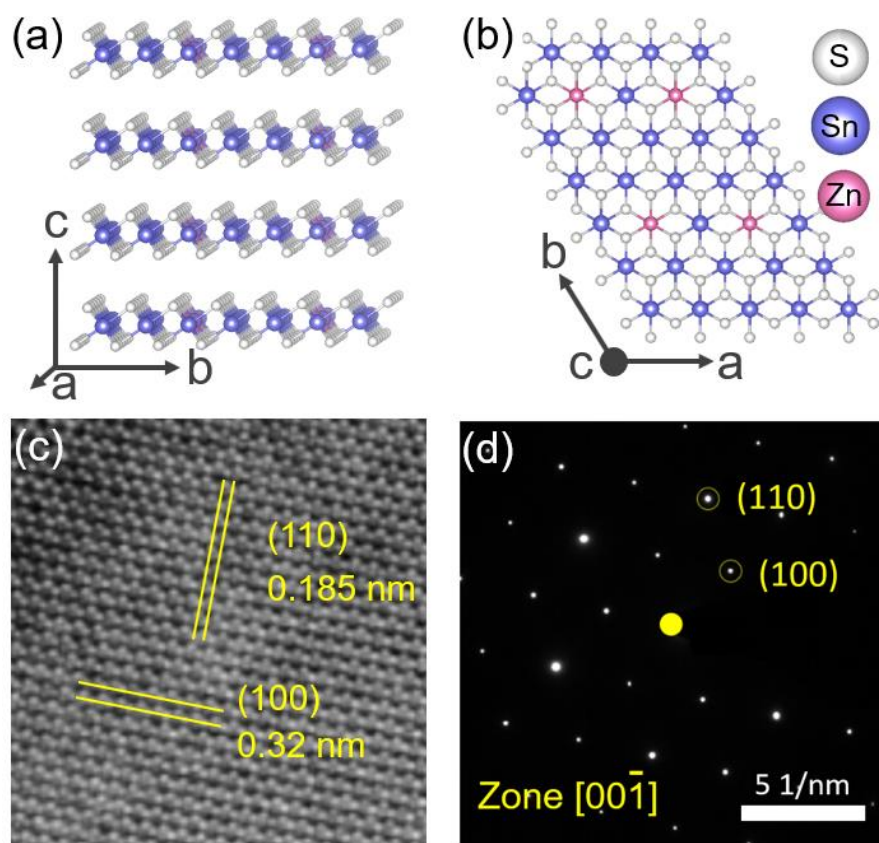 (a)
c
a
b
(b)
S
Sn
Zn
b
c
a
(c)
(110)
0.185 nm
(100)
0.32 nm
(d)
(110)
(100)
Zone [001̄]
5 1/nm